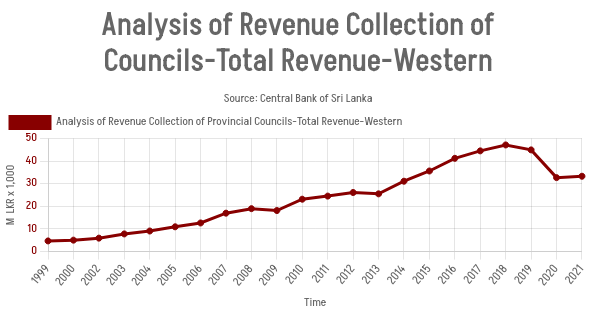 Analysis of Revenue Collection of
Councils-Total Revenue-Western
Source: Central Bank of Sri Lanka
Analysis of Revenue Collection of Provincial Councils-Total Revenue-Western
M LKR x 1,000
50
40
30
20
10
0
1999 2000 2002 2003 2004 2005 2006 2007 2008 2009 2010 2011 2012 2013 2014 2015 2016 2017 2018 2019 2020 2021
Time